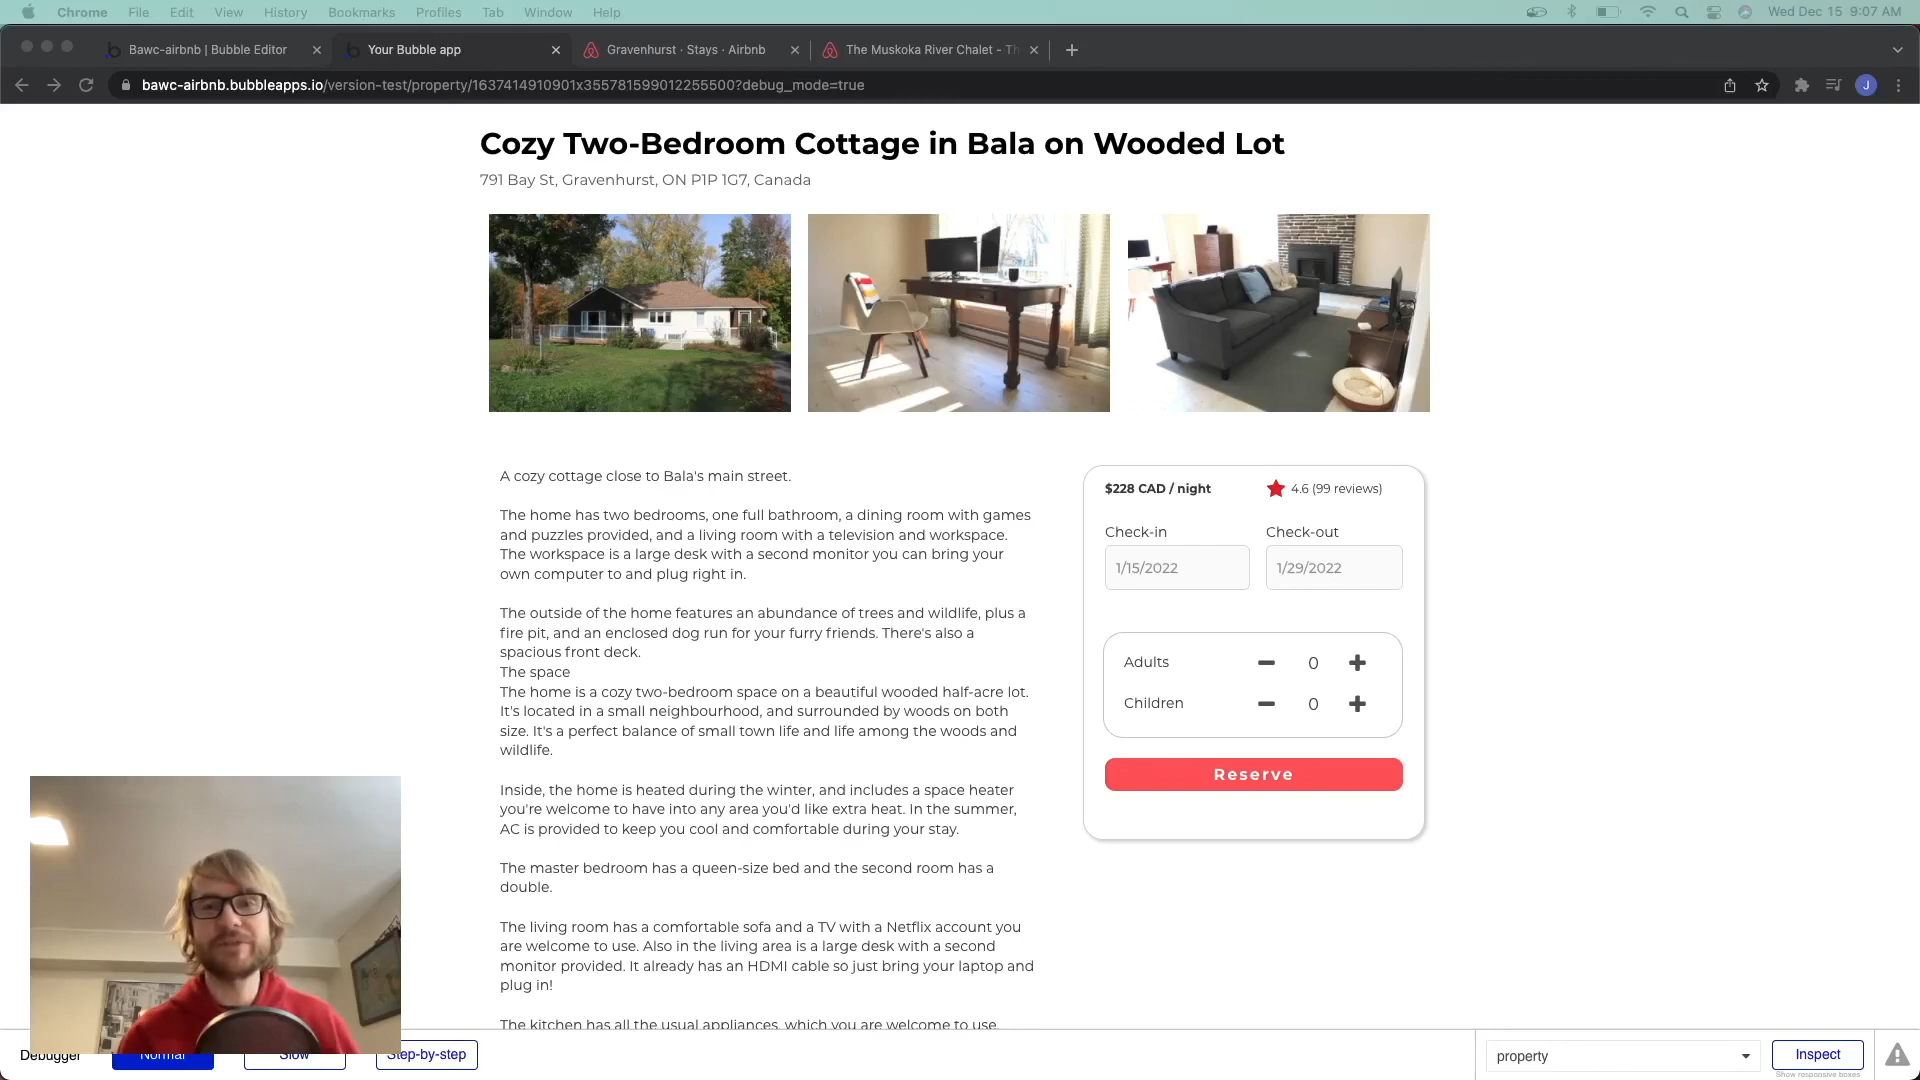 Chrome File Edit View History Bookmarks Profiles Tab Window Help Wed Dec 15 9:07 AM
Bawc-airbnb | Bubble Editor
Your Bubble app
Gravenhurst · Stays · Airbnb
The Muskoka River Chalet - Th
bawc-airbnb.bubbleapps.io/version-test/property/1637414910901x355781599012255500?debug_mode=true
J
Cozy Two-Bedroom Cottage in Bala on Wooded Lot
791 Bay St, Gravenhurst, ON P1P 1G7, Canada
A cozy cottage close to Bala's main street.
The home has two bedrooms, one full bathroom, a dining room with games
and puzzles provided, and a living room with a television and workspace.
The workspace is a large desk with a second monitor you can bring your
own computer to and plug right in.
The outside of the home features an abundance of trees and wildlife, plus a
fire pit, and an enclosed dog run for your furry friends. There's also a
spacious front deck.
The space
The home is a cozy two-bedroom space on a beautiful wooded half-acre lot.
It's located in a small neighbourhood, and surrounded by woods on both
size. It's a perfect balance of small town life and life among the woods and
wildlife.
Inside, the home is heated during the winter, and includes a space heater
you're welcome to have into any area you'd like extra heat. In the summer,
AC is provided to keep you cool and comfortable during your stay.
The master bedroom has a queen-size bed and the second room has a
double.
The living room has a comfortable sofa and a TV with a Netflix account you
are welcome to use. Also in the living area is a large desk with a second
monitor provided. It already has an HDMI cable so just bring your laptop and
plug in!
The kitchen has all the usual appliances, which you are welcome to use.
$228 CAD / night
4.6 (99 reviews)
Check-in
Check-out
1/15/2022
1/29/2022
Adults
0
Children
0
Reserve
Debugger
Normal
Slow
Step-by-step
property
Inspect
Show responsive boxes